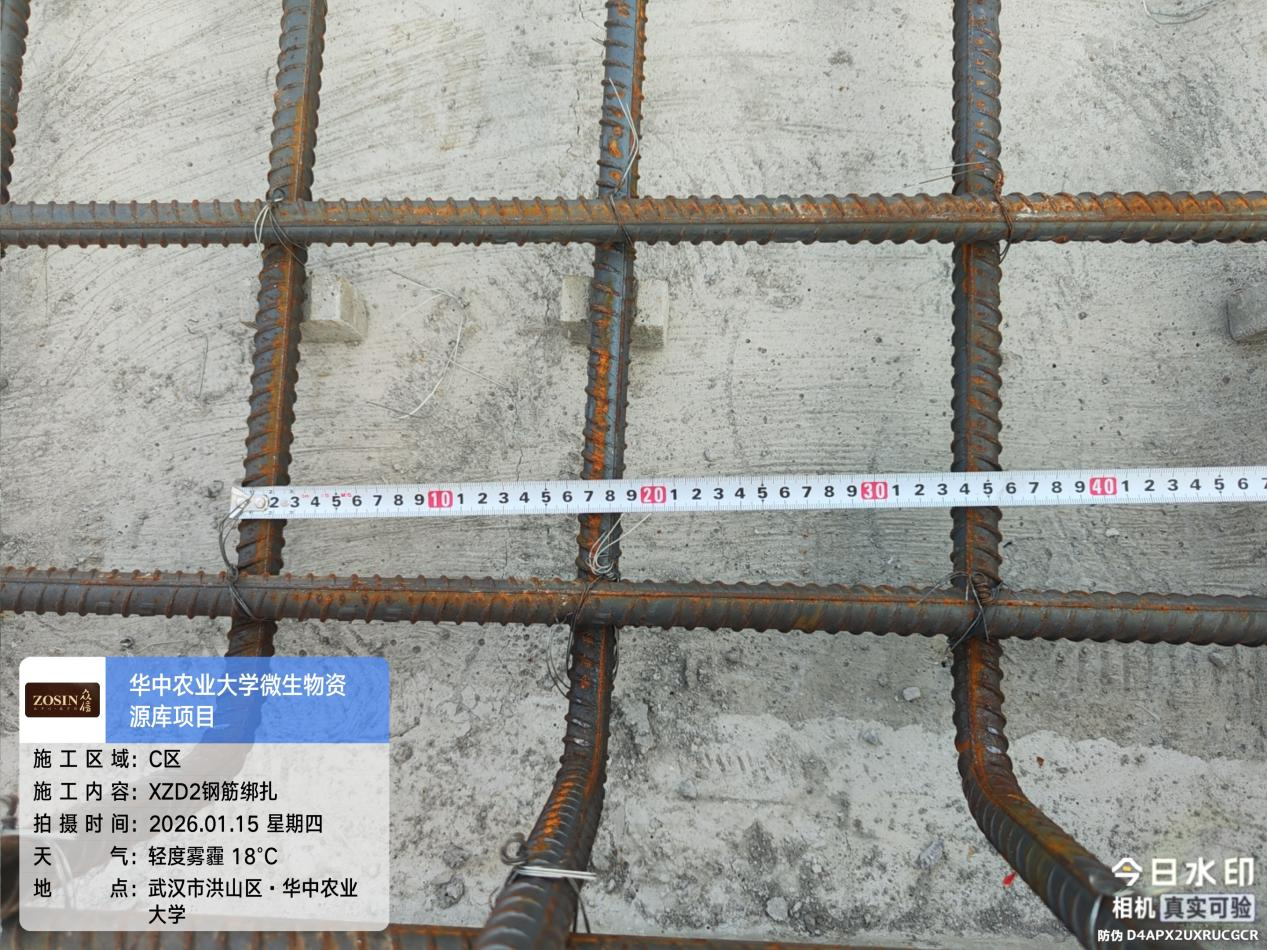 2 3 4 5 6 7 8 9 10 1 2 3 4 5 6 7 8 9 20 1 2 3 4 5 6 7 8 9 30 1 2 3 4 5 6 7 8 9 40 1 2 3 4 5 6 7
ZOSIN 众信
华中农业大学微生物资
源库项目
施工区域：C区
施工内容：XZD2钢筋绑扎
拍摄时间：2026.01.15 星期四
天气：轻度雾霾 18°C
地点：武汉市洪山区·华中农业
大学
今日水印
相机 真实可验
防伪 D4APX2UXRUCGCR